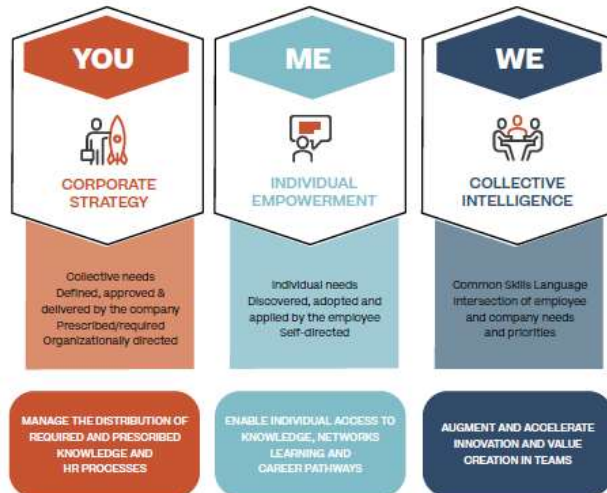 YOU
CORPORATE
STRATEGY
Collective needs
Defined, approved &
delivered by the company
Prescribed/required
Organizationally directed
MANAGE THE DISTRIBUTION OF
REQUIRED AND PRESCRIBED
KNOWLEDGE AND
HR PROCESSES
ME
INDIVIDUAL
EMPOWERMENT
Individual needs
Discovered, adopted and
applied by the employee
Self-directed
ENABLE INDIVIDUAL ACCESS TO
KNOWLEDGE, NETWORKS
LEARNING AND
CAREER PATHWAYS
WE
COLLECTIVE
INTELLIGENCE
Common Skills Language
Intersection of employee
and company needs
and priorities
AUGMENT AND ACCELERATE
INNOVATION AND VALUE
CREATION IN TEAMS